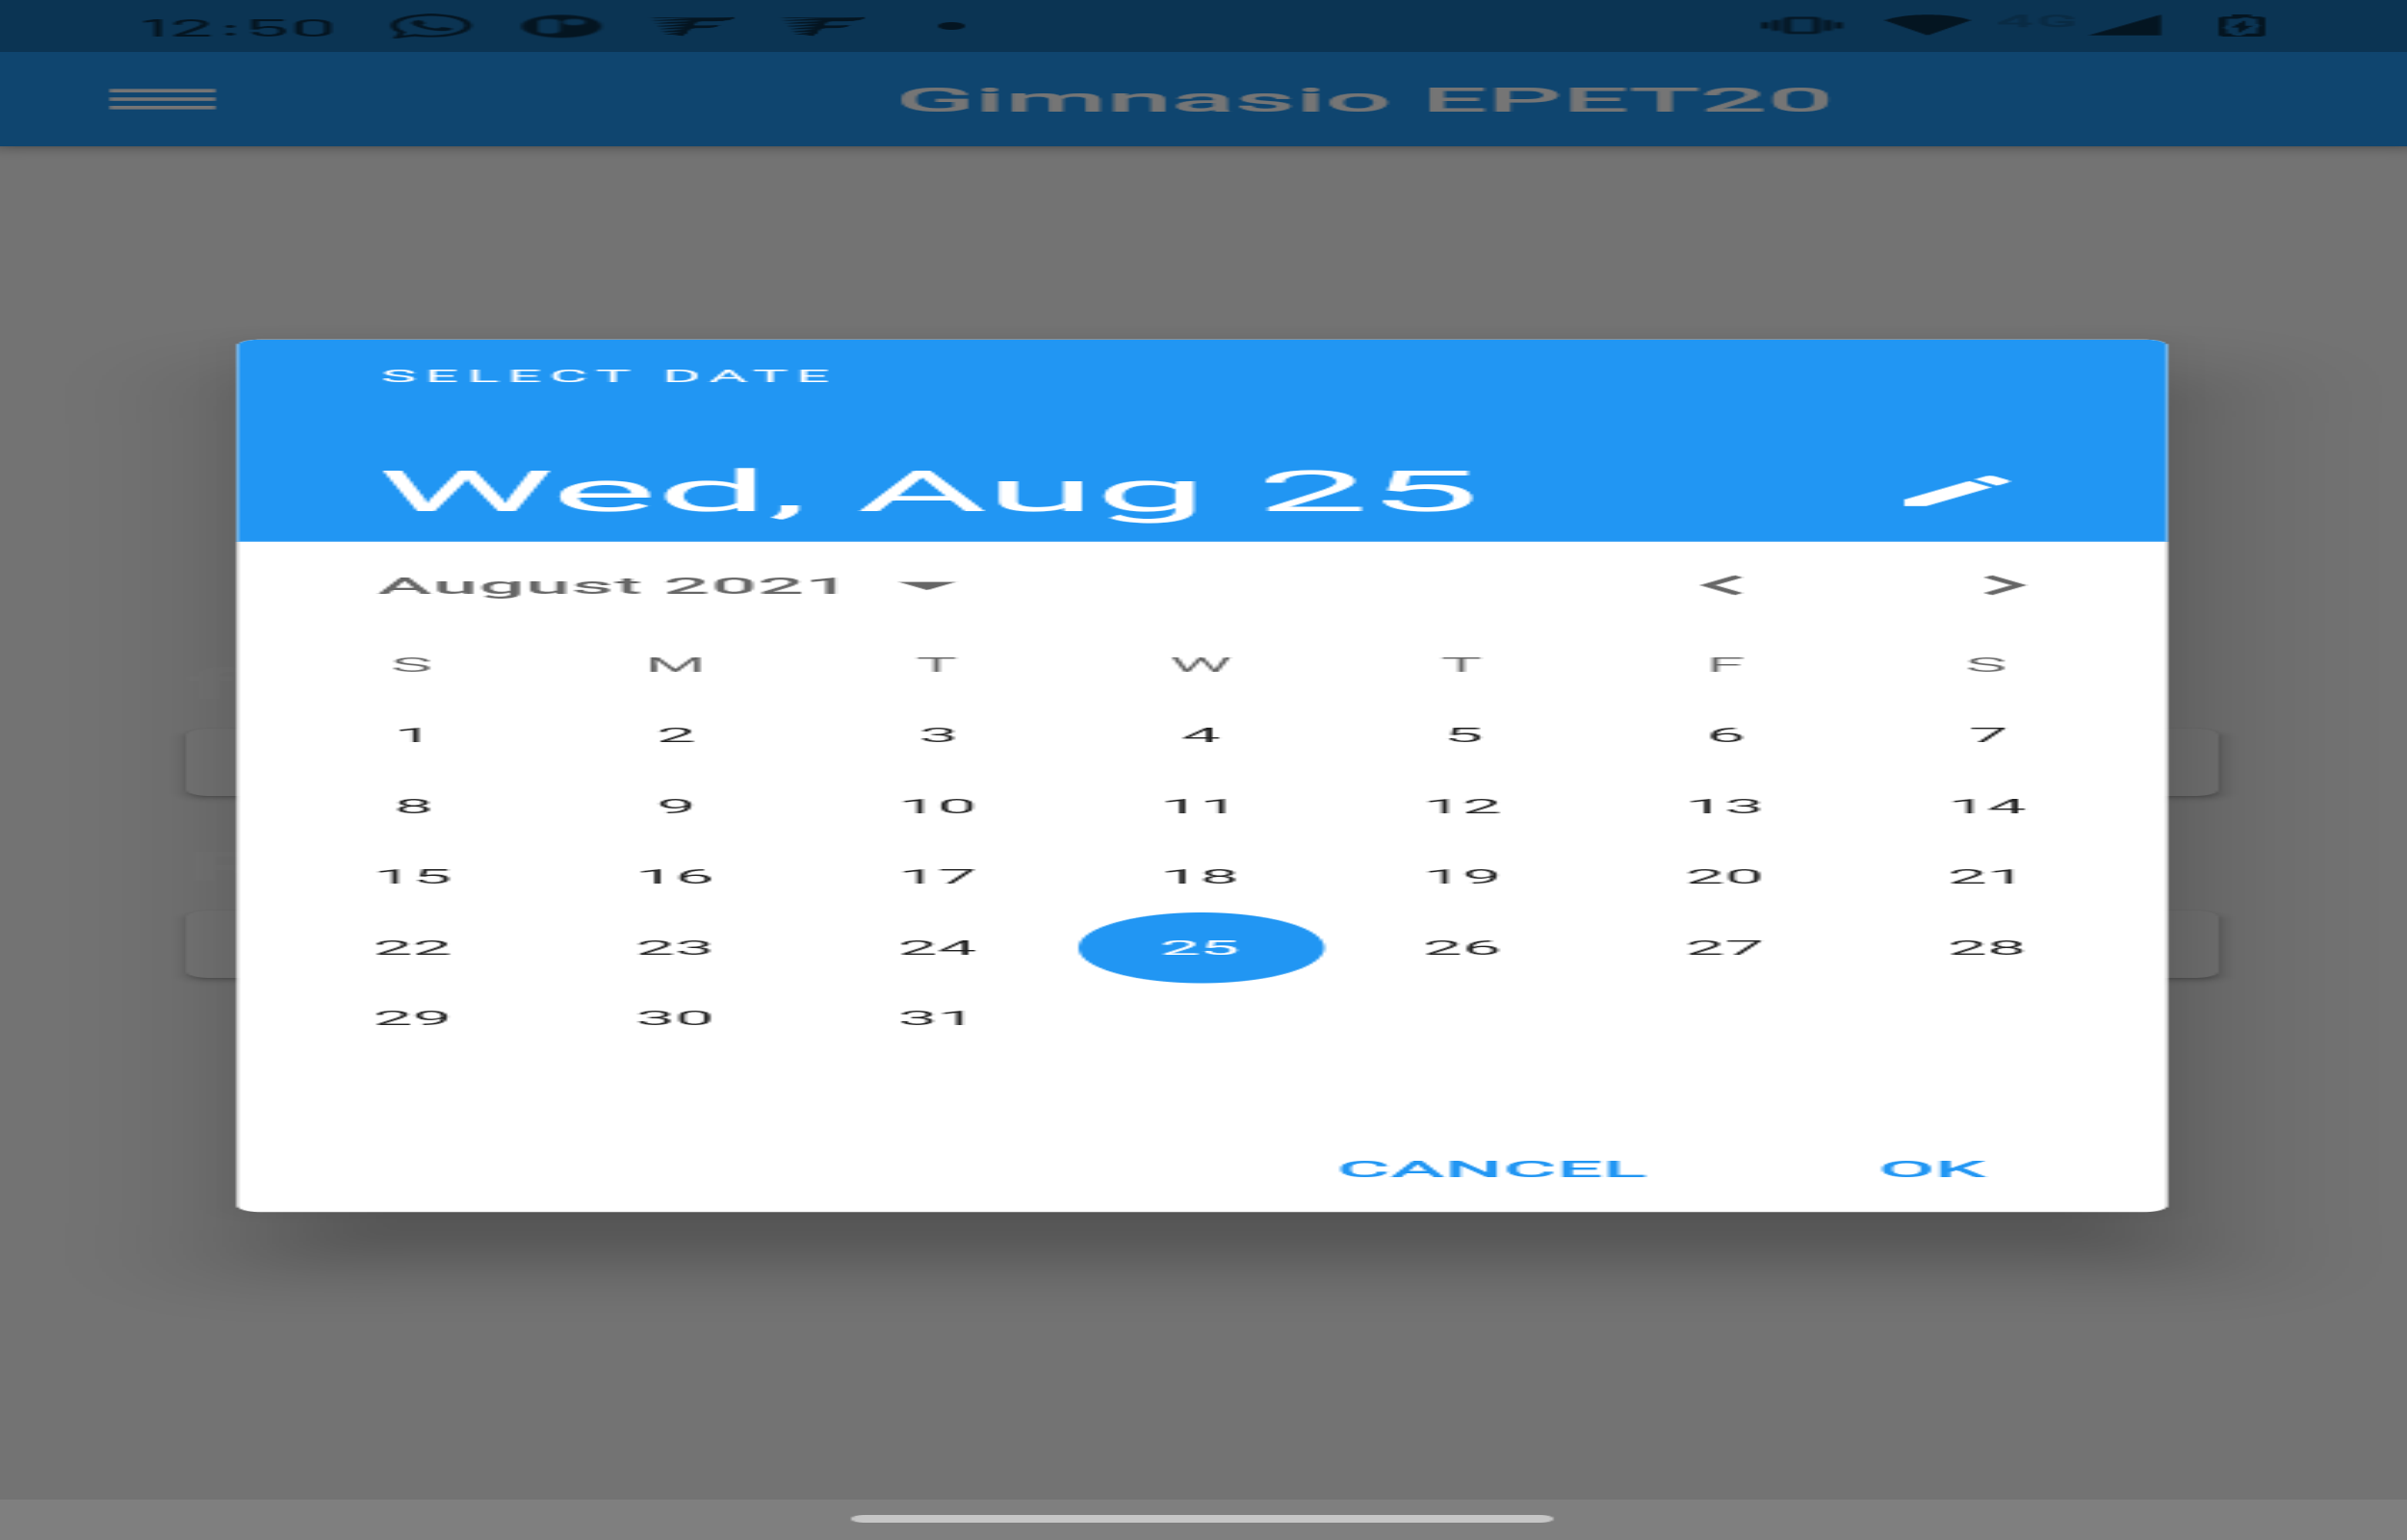 12:50 4G
Gimnasio EPET20
SELECT DATE
Wed, Aug 25
August 2021
S M T W T F S
1 2 3 4 5 6 7
8 9 10 11 12 13 14
15 16 17 18 19 20 21
22 23 24 25 26 27 28
29 30 31
CANCEL OK